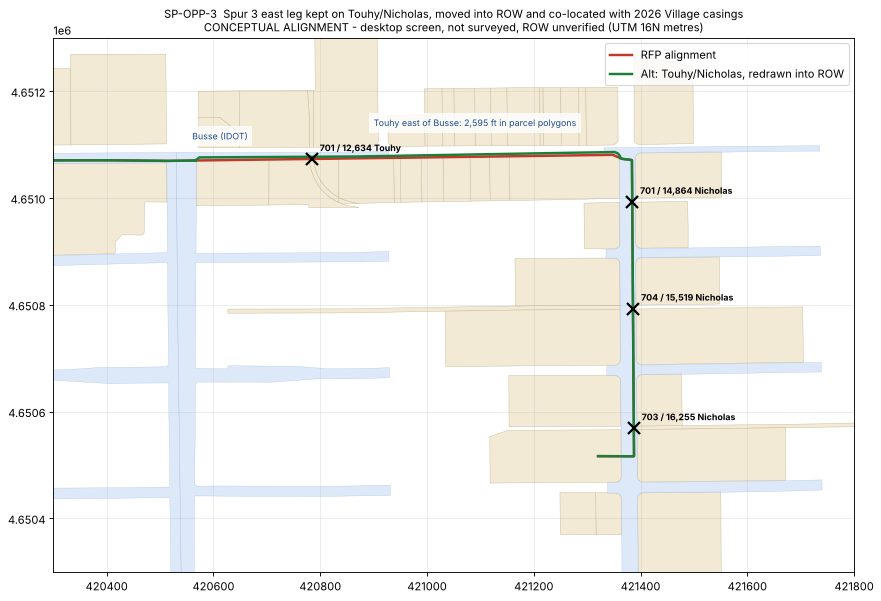 SP-OPP-3  Spur 3 east leg kept on Touhy/Nicholas, moved into ROW and co-located with 2026 Village casings
CONCEPTUAL ALIGNMENT - desktop screen, not surveyed, ROW unverified (UTM 16N metres)
1e6
RFP alignment
Alt: Touhy/Nicholas, redrawn into ROW
4.6512
Touhy east of Busse: 2,595 ft in parcel polygons
Busse (IDOT)
701 / 12,634 Touhy
4.6510
701 / 14,864 Nicholas
4.6508
704 / 15,519 Nicholas
4.6506
703 / 16,255 Nicholas
4.6504
420400
420600
420800
421000
421200
421400
421600
421800